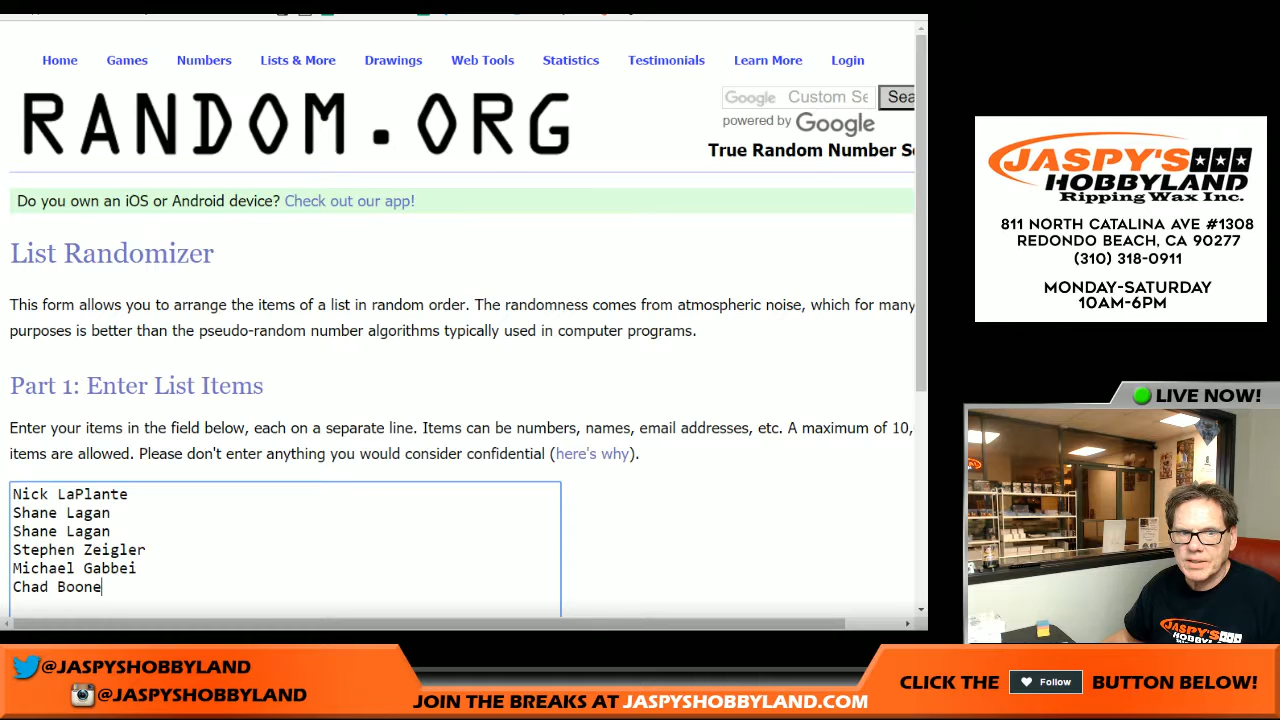 Home Games Numbers Lists & More Drawings Web Tools Statistics Testimonials Learn More Login
RANDOM.ORG
Google Custom Se Sea
powered by Google
True Random Number S
Do you own an iOS or Android device? Check out our app!
List Randomizer
This form allows you to arrange the items of a list in random order. The randomness comes from atmospheric noise, which for many
purposes is better than the pseudo-random number algorithms typically used in computer programs.
Part 1: Enter List Items
Enter your items in the field below, each on a separate line. Items can be numbers, names, email addresses, etc. A maximum of 10,
items are allowed. Please don't enter anything you would consider confidential (here's why).
Nick LaPlante
Shane Lagan
Shane Lagan
Stephen Zeigler
Michael Gabbei
Chad Boone
JASPY'S
HOBBYLAND
Ripping Wax Inc.
811 NORTH CATALINA AVE #1308
REDONDO BEACH, CA 90277
(310) 318-0911
MONDAY-SATURDAY
10AM-6PM
LIVE NOW!
JASPY'S
HOBBYLAND
@JASPYSHOBBYLAND
@JASPYSHOBBYLAND
JOIN THE BREAKS AT JASPYSHOBBYLAND.COM
CLICK THE Follow BUTTON BELOW!